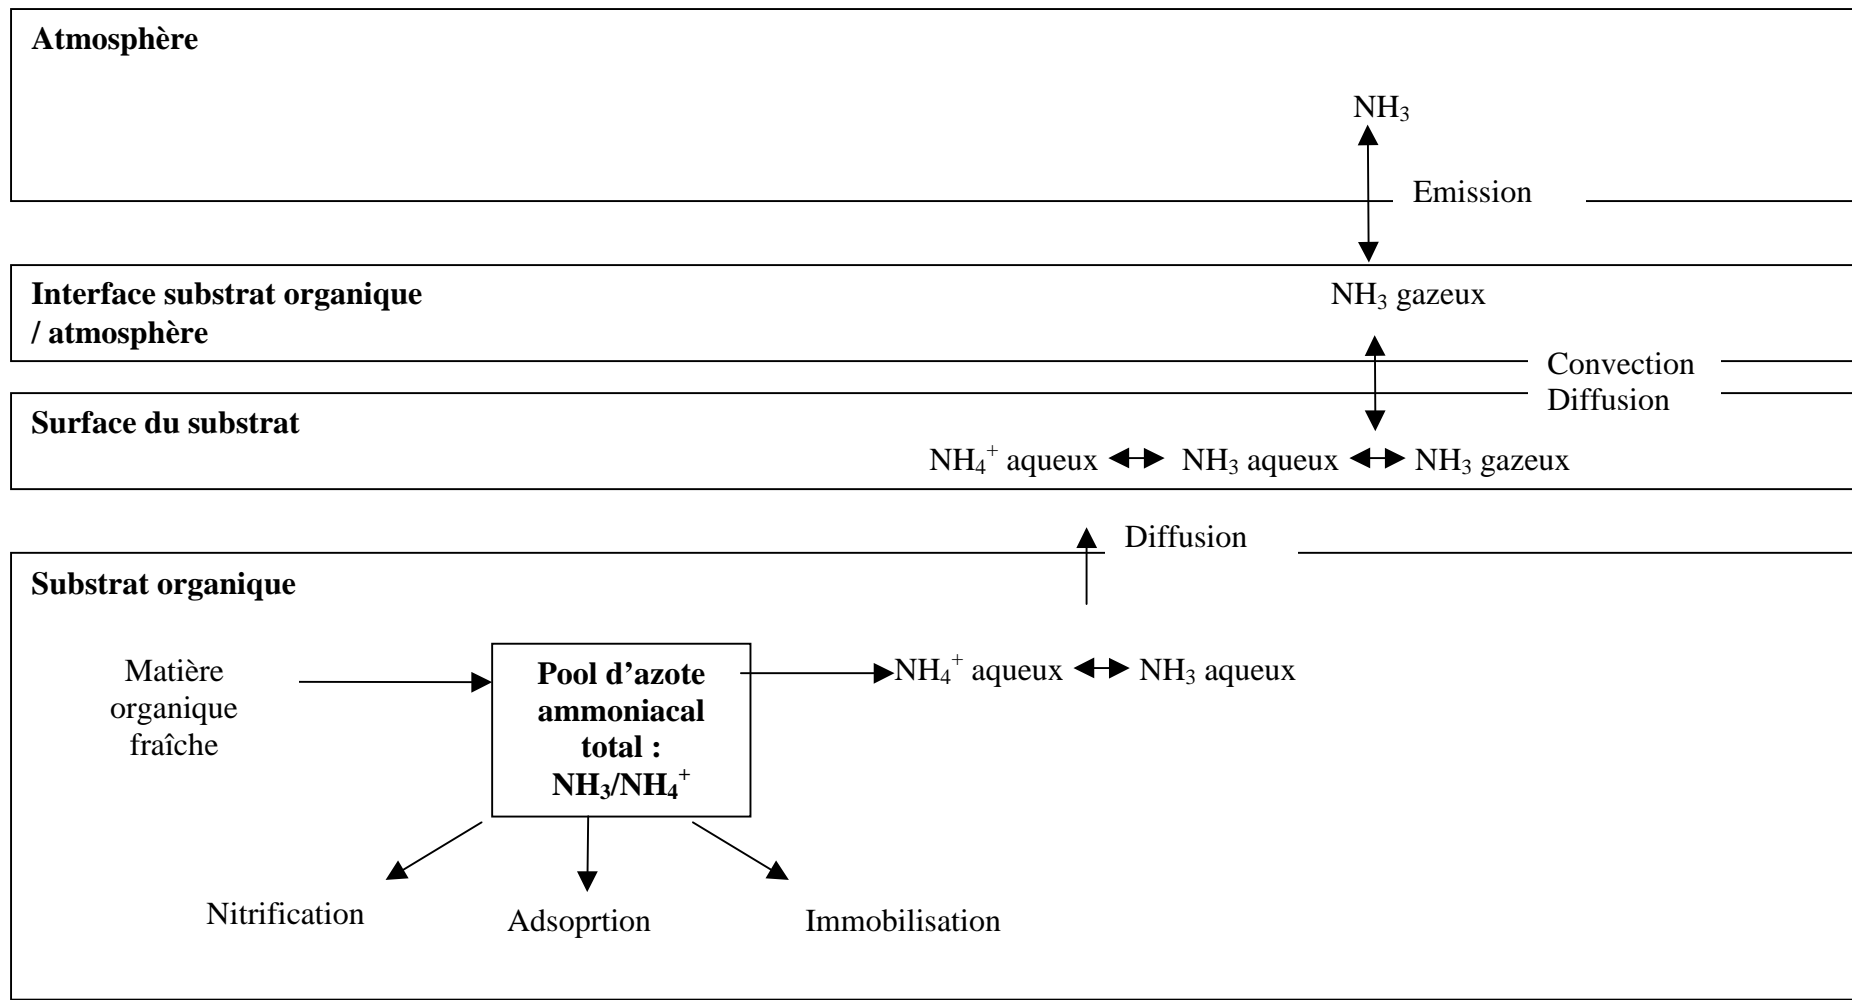 Atmosphère
NH₃
Emission
Interface substrat organique
/ atmosphère
NH₃ gazeux
Convection
Diffusion
Surface du substrat
NH₄⁺ aqueux NH₃ aqueux NH₃ gazeux
Diffusion
Substrat organique
Matière
organique
fraîche
Pool d’azote
ammoniacal
total :
NH₃/NH₄⁺
NH₄⁺ aqueux NH₃ aqueux
Nitrification
Adsoprtion
Immobilisation